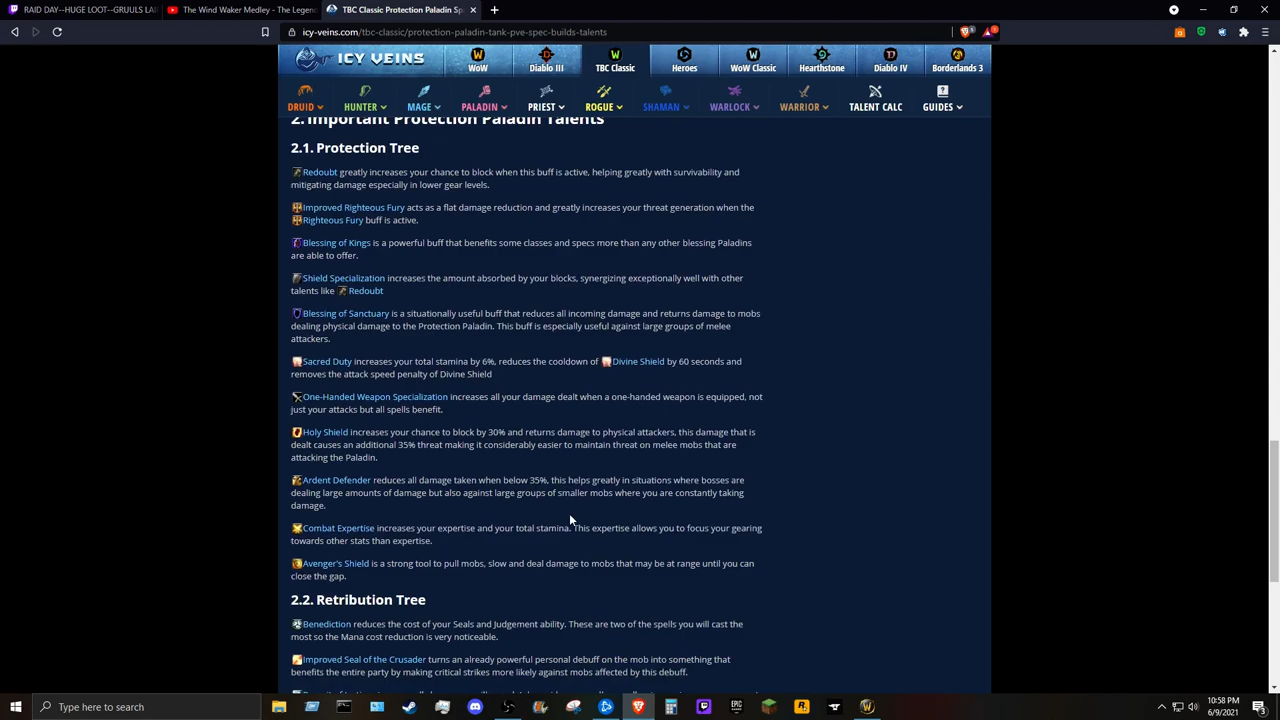 RAID DAY--HUGE LOOT--GRUULS LAI
The Wind Waker Medley - The Legend
TBC Classic Protection Paladin Sp
icy-veins.com/tbc-classic/protection-paladin-tank-pve-spec-builds-talents
ICY VEINS
WoW
Diablo III
TBC Classic
Heroes
WoW Classic
Hearthstone
Diablo IV
Borderlands 3
DRUID
HUNTER
MAGE
PALADIN
PRIEST
ROGUE
SHAMAN
WARLOCK
WARRIOR
TALENT CALC
GUIDES
2. Important Protection Paladin Talents
2.1. Protection Tree
Redoubt greatly increases your chance to block when this buff is active, helping greatly with survivability and
mitigating damage especially in lower gear levels.
Improved Righteous Fury acts as a flat damage reduction and greatly increases your threat generation when the
Righteous Fury buff is active.
Blessing of Kings is a powerful buff that benefits some classes and specs more than any other blessing Paladins
are able to offer.
Shield Specialization increases the amount absorbed by your blocks, synergizing exceptionally well with other
talents like Redoubt
Blessing of Sanctuary is a situationally useful buff that reduces all incoming damage and returns damage to mobs
dealing physical damage to the Protection Paladin. This buff is especially useful against large groups of melee
attackers.
Sacred Duty increases your total stamina by 6%, reduces the cooldown of Divine Shield by 60 seconds and
removes the attack speed penalty of Divine Shield
One-Handed Weapon Specialization increases all your damage dealt when a one-handed weapon is equipped, not
just your attacks but all spells benefit.
Holy Shield increases your chance to block by 30% and returns damage to physical attackers, this damage that is
dealt causes an additional 35% threat making it considerably easier to maintain threat on melee mobs that are
attacking the Paladin.
Ardent Defender reduces all damage taken when below 35%, this helps greatly in situations where bosses are
dealing large amounts of damage but also against large groups of smaller mobs where you are constantly taking
damage.
Combat Expertise increases your expertise and your total stamina. This expertise allows you to focus your gearing
towards other stats than expertise.
Avenger's Shield is a strong tool to pull mobs, slow and deal damage to mobs that may be at range until you can
close the gap.
2.2. Retribution Tree
Benediction reduces the cost of your Seals and Judgement ability. These are two of the spells you will cast the
most so the Mana cost reduction is very noticeable.
Improved Seal of the Crusader turns an already powerful personal debuff on the mob into something that
benefits the entire party by making critical strikes more likely against mobs affected by this debuff.
Type here to search
10:58 PM
6/9/2021